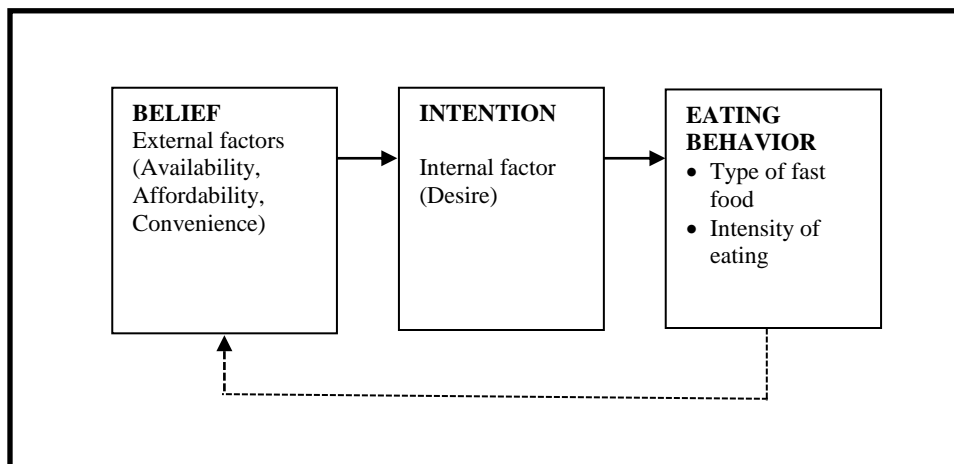 BELIEF
External factors
(Availability,
Affordability,
Convenience)
INTENTION
Internal factor
(Desire)
EATING
BEHAVIOR
• Type of fast
food
• Intensity of
eating